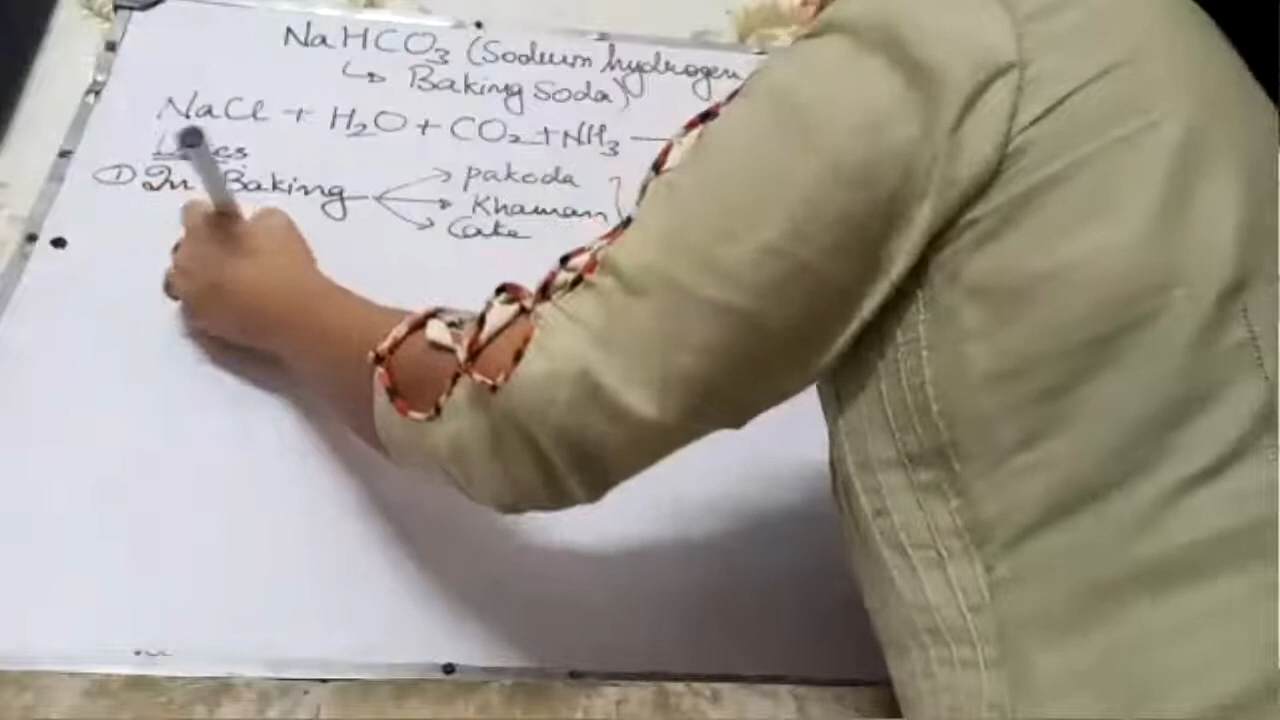 NaHCO3 (Sodium hydrogen
↳ Baking Soda)
NaCl + H2O + CO2 + NH3 —
Uses
① In Baking → pakoda
→ Khaman
→ Cake